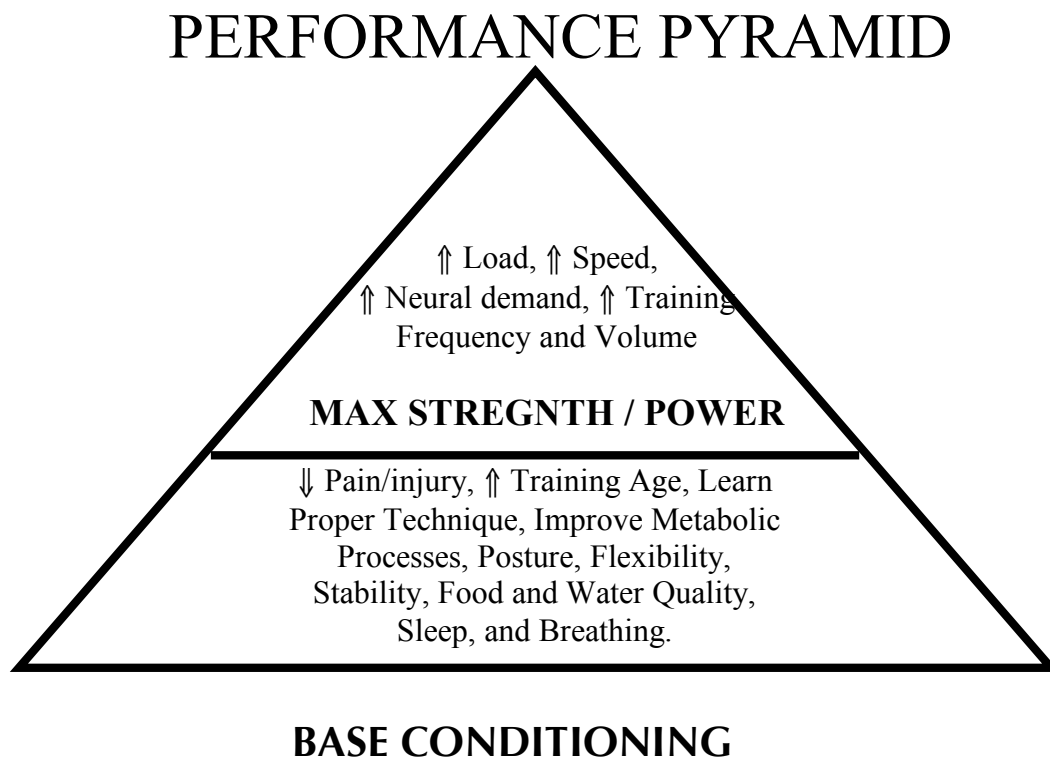 PERFORMANCE PYRAMID
⇑ Load, ⇑ Speed,
⇑ Neural demand, ⇑ Training
Frequency and Volume
MAX STREGNTH / POWER
⇓ Pain/injury, ⇑ Training Age, Learn
Proper Technique, Improve Metabolic
Processes, Posture, Flexibility,
Stability, Food and Water Quality,
Sleep, and Breathing.
BASE CONDITIONING